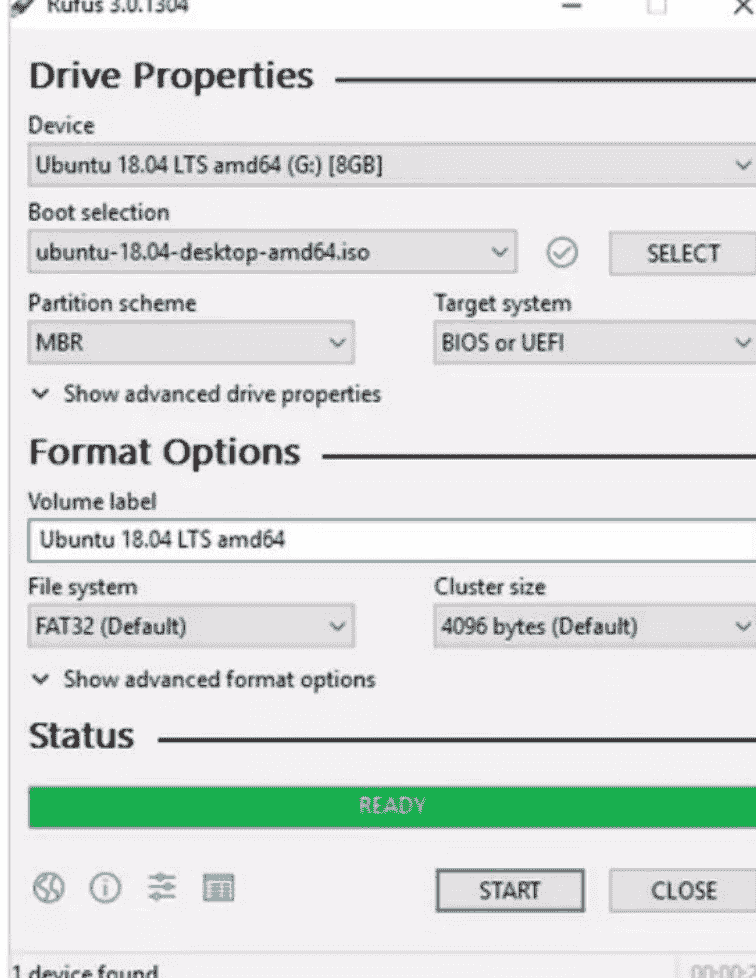 Rufus 3.0.1304
Drive Properties
Device
Ubuntu 18.04 LTS amd64 (G:) [8GB]
Boot selection
ubuntu-18.04-desktop-amd64.iso
SELECT
Partition scheme
Target system
MBR
BIOS or UEFI
Show advanced drive properties
Format Options
Volume label
Ubuntu 18.04 LTS amd64
File system
Cluster size
FAT32 (Default)
4096 bytes (Default)
Show advanced format options
Status
READY
START
CLOSE
1 device found